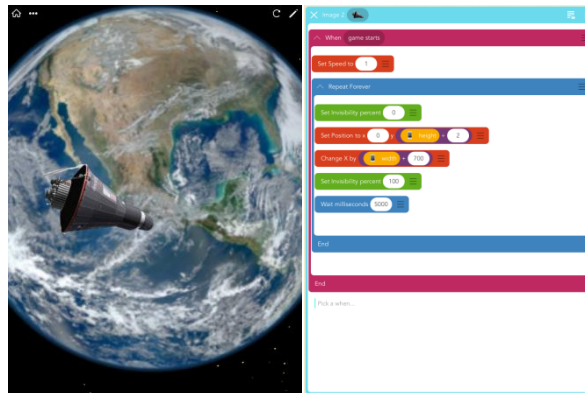 Image 2
When game starts
Set Speed to 1
Repeat Forever
Set Invisibility percent 0
Set Position to x 0 y height ÷ 2
Change X by width + 700
Set Invisibility percent 100
Wait milliseconds 5000
End
End
Pick a when...